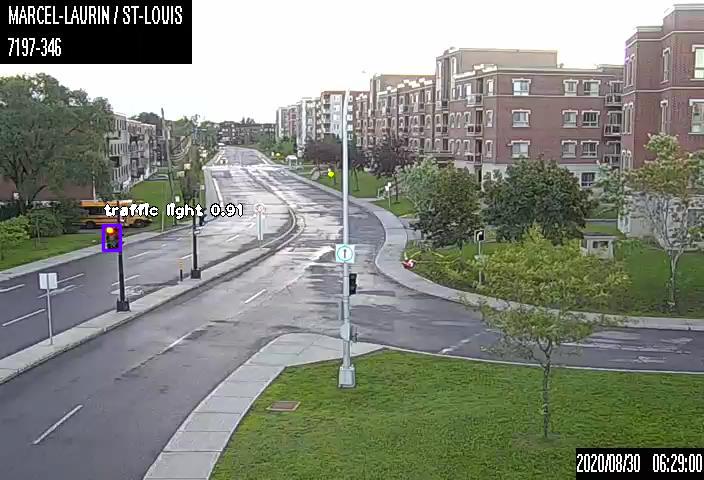 MARCEL-LAURIN / ST-LOUIS
7197-346
traffic light 0.91
2020/08/30 06:29:00